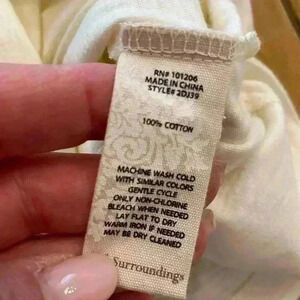 RN# 101206
MADE IN CHINA
STYLE# 2DJ39
100% COTTON
MACHINE WASH COLD
WITH SIMILAR COLORS
GENTLE CYCLE
ONLY NON-CHLORINE
BLEACH WHEN NEEDED
LAY FLAT TO DRY
WARM IRON IF NEEDED
MAY BE DRY CLEANED
Surroundings